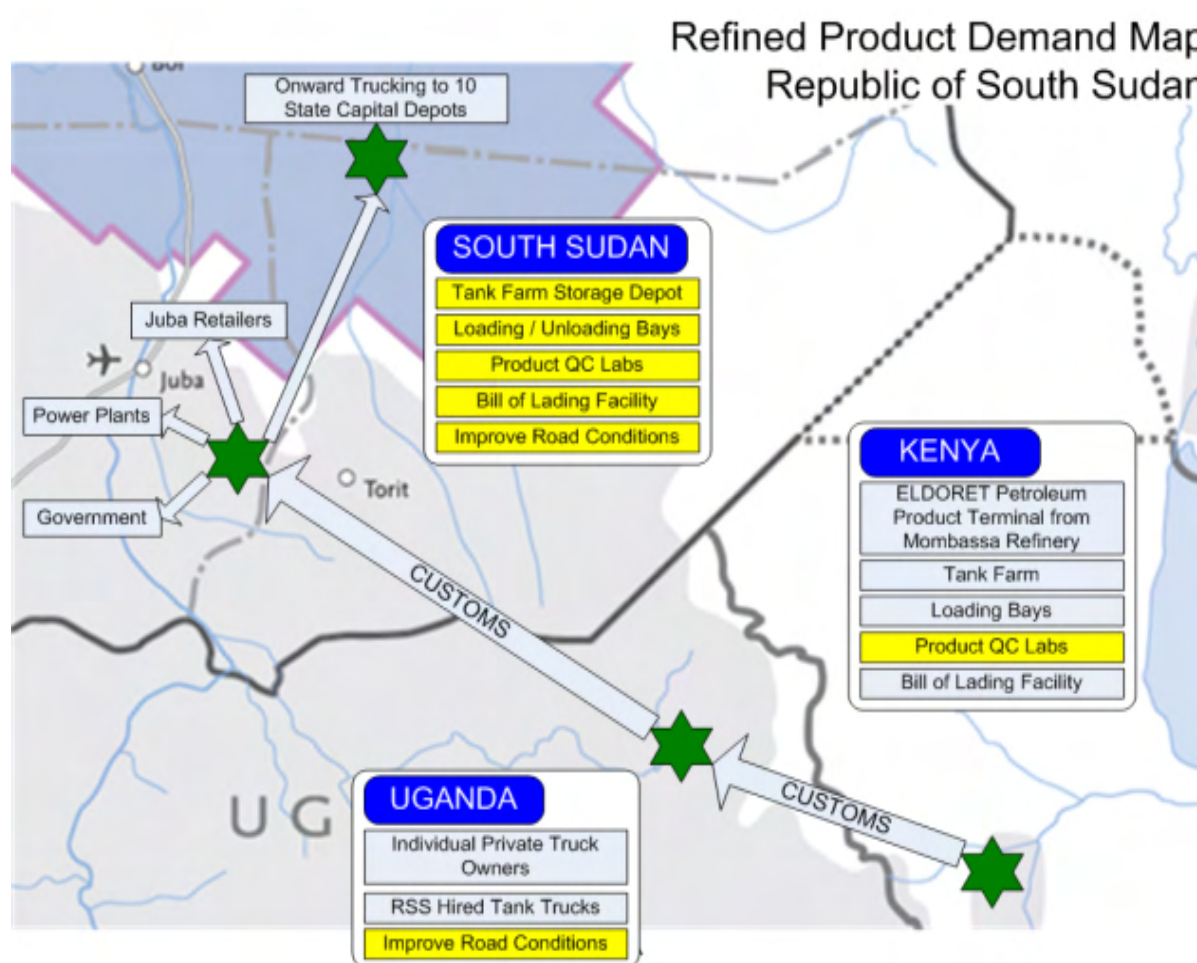 Refined Product Demand Map
Republic of South Sudan
Onward Trucking to 10
State Capital Depots
SOUTH SUDAN
Tank Farm Storage Depot
Loading / Unloading Bays
Product QC Labs
Bill of Lading Facility
Improve Road Conditions
Juba Retailers
Juba
Power Plants
Government
Torit
KENYA
ELDORET Petroleum
Product Terminal from
Mombassa Refinery
Tank Farm
Loading Bays
Product QC Labs
Bill of Lading Facility
CUSTOMS
CUSTOMS
U G
UGANDA
Individual Private Truck
Owners
RSS Hired Tank Trucks
Improve Road Conditions